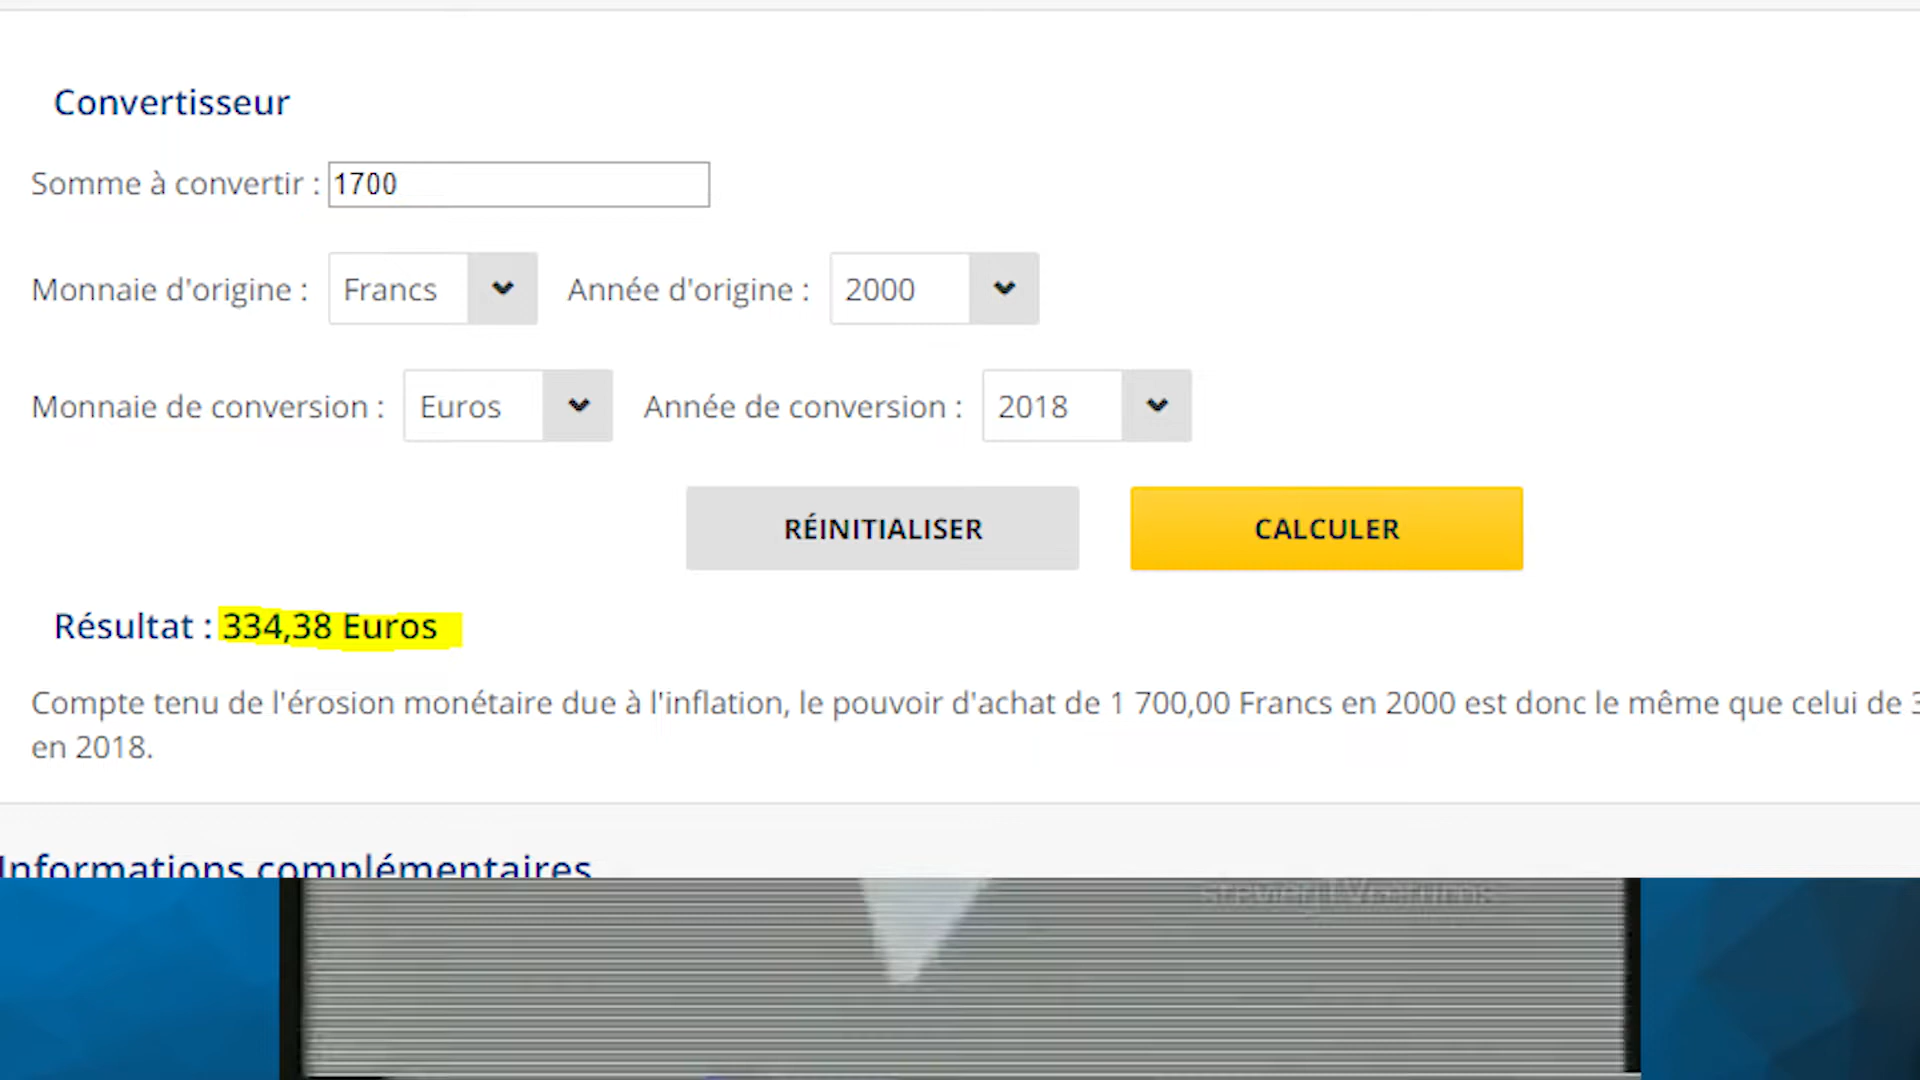 Convertisseur
Somme à convertir : 1700
Monnaie d'origine : Francs Année d'origine : 2000
Monnaie de conversion : Euros Année de conversion : 2018
RÉINITIALISER CALCULER
Résultat : 334,38 Euros
Compte tenu de l'érosion monétaire due à l'inflation, le pouvoir d'achat de 1 700,00 Francs en 2000 est donc le même que celui de 3
en 2018.
Informations complémentaires